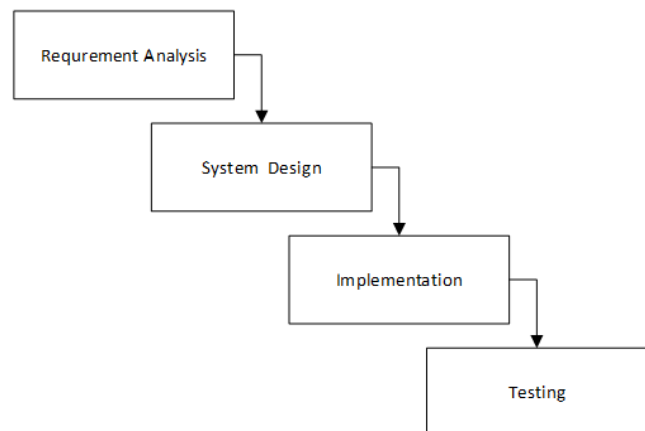 Requrement Analysis
System Design
Implementation
Testing